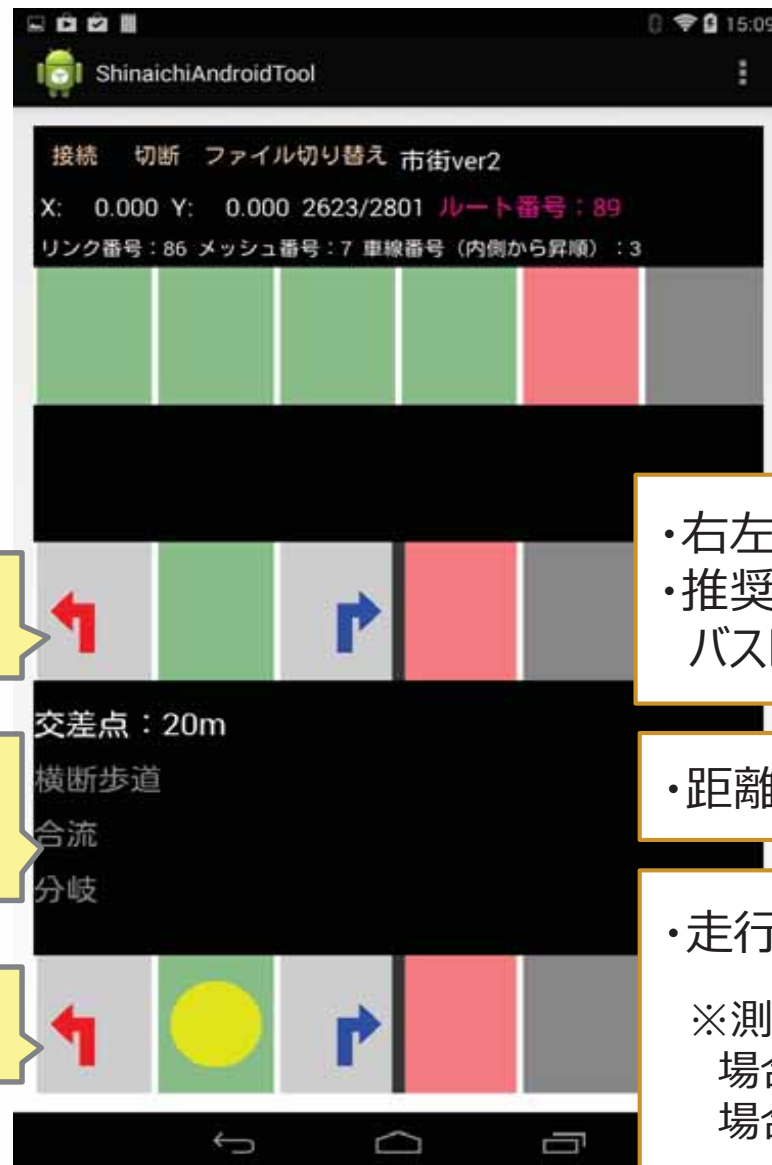 15:09
ShinaichiAndroidTool
接続 切断 ファイル切り替え 市街ver2
X: 0.000 Y: 0.000 2623/2801 ルート番号：89
リンク番号：86 メッシュ番号：7 車線番号（内側から昇順）：3
・右左
・推奨
バス
交差点：20m
横断歩道
合流
分岐
・距離
・走行
※測
場合
場合